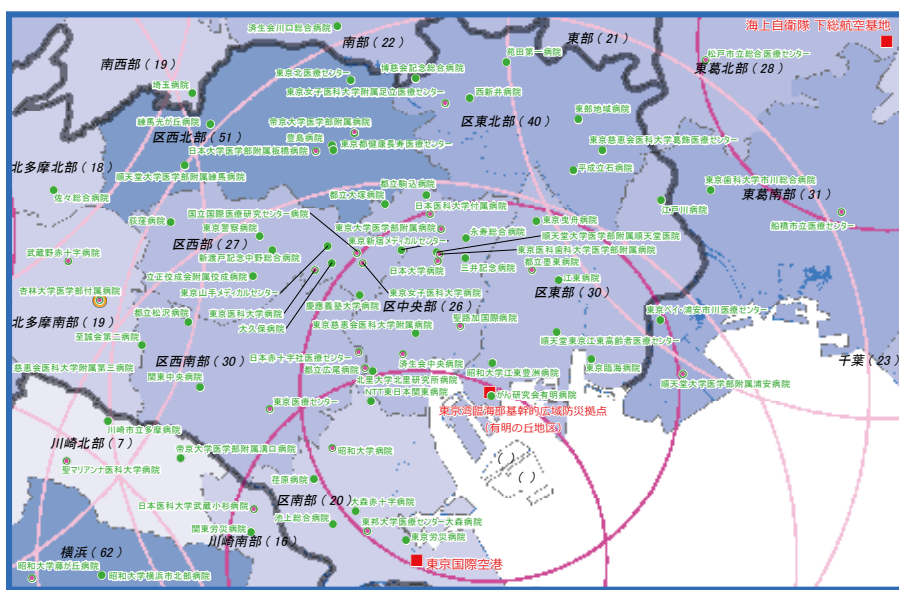 済生会川口総合病院
海上自衛隊 下総航空基地
東部（21）
南部（22）
苑田第一病院
松戸市立総合医療センター
南西部（19）
東京北医療センター
博慈会記念総合病院
東葛北部（28）
埼玉病院
東京女子医科大学附属足立医療センター
西新井病院
東部地域病院
練馬光が丘病院
帝京大学医学部附属病院
区東北部（40）
区西北部（51）
豊島病院
東京慈恵会医科大学葛飾医療センター
日本大学医学部附属板橋病院
東京都健康長寿医療センター
北多摩北部（18）
順天堂大学医学部附属練馬病院
平成立石病院
佐々総合病院
都立駒込病院
東京歯科大学市川総合病院
都立大塚病院
東葛南部（31）
国立国際医療研究センター病院
日本医科大学付属病院
江戸川病院
荻窪病院
東京警察病院
東京大学医学部附属病院
東京曳舟病院
船橋市立医療センター
区西部（27）
東京新宿メディカルセンター
永寿総合病院
順天堂大学医学部附属順天堂医院
新渡戸記念中野総合病院
東京医科歯科大学医学部附属病院
武蔵野赤十字病院
三井記念病院
日本大学病院
都立墨東病院
立正佼成会附属佼成病院
江東病院
杏林大学医学部付属病院
東京山手メディカルセンター
東京女子医科大学病院
区東部（30）
慶應義塾大学病院
区中央部（26）
都立松沢病院
東京医科大学病院
東京ベイ・浦安市川医療センター
北多摩南部（19）
大久保病院
東京慈恵会医科大学附属病院
聖路加国際病院
至誠会第二病院
順天堂東京江東高齢者医療センター
区西南部（30）
日本赤十字社医療センター
済生会中央病院
千葉（23）
慈恵会医科大学附属第三病院
都立広尾病院
昭和大学江東豊洲病院
東京臨海病院
関東中央病院
北里大学北里研究所病院
順天堂大学医学部附属浦安病院
NTT東日本関東病院
がん研究会有明病院
東京医療センター
東京湾臨海部基幹的広域防災拠点
（有明の丘地区）
川崎市立多摩病院
川崎北部（7）
帝京大学医学部附属溝口病院
昭和大学病院
（ ）
聖マリアンナ医科大学病院
荏原病院
（ ）
区南部（20）
日本医科大学武蔵小杉病院
大森赤十字病院
池上総合病院
東邦大学医療センター大森病院
関東労災病院
東京労災病院
川崎南部（16）
横浜（62）
昭和大学藤が丘病院
東京国際空港
昭和大学横浜市北部病院